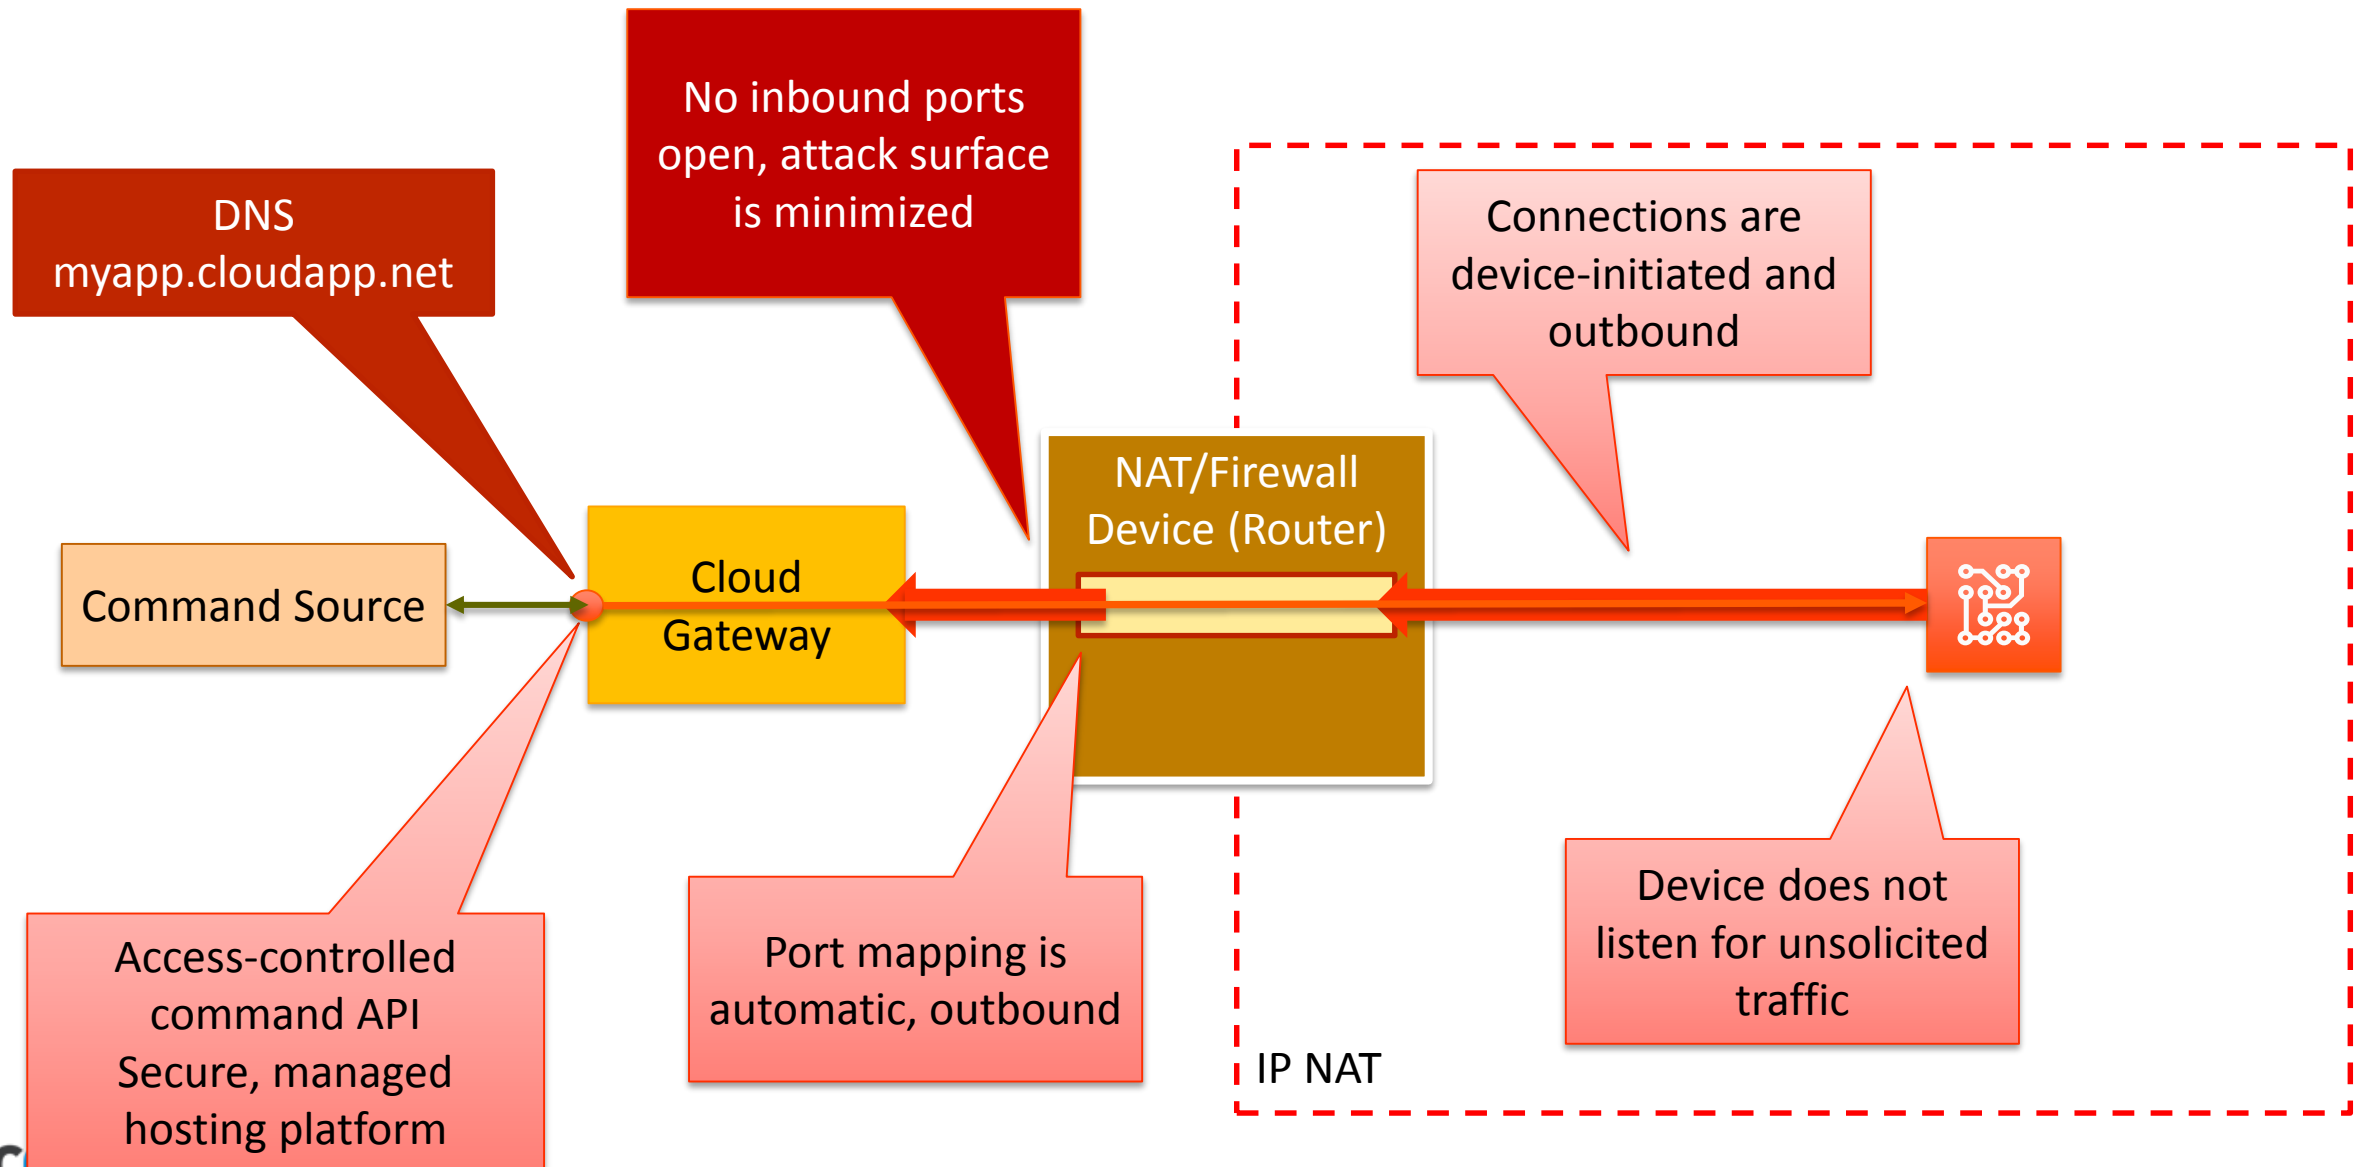 No inbound ports
open, attack surface
is minimized
DNS
myapp.cloudapp.net
Connections are
device-initiated and
outbound
NAT/Firewall
Device (Router)
Cloud
Gateway
Command Source
Access-controlled
command API
Secure, managed
hosting platform
Port mapping is
automatic, outbound
Device does not
listen for unsolicited
traffic
IP NAT